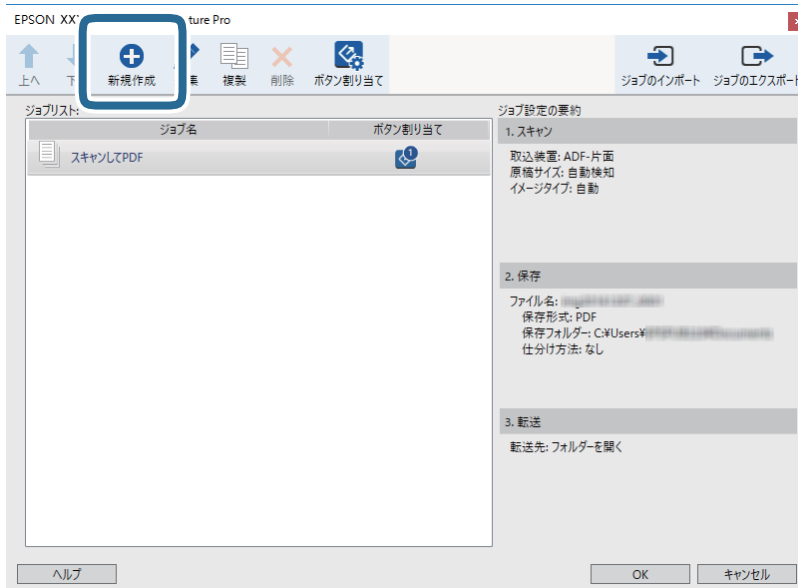 EPSON XX ture Pro
上へ 下 新規作成 集 複製 削除 ボタン割り当て ジョブのインポート ジョブのエクスポート
ジョブリスト:
ジョブ名 ボタン割り当て
スキャンしてPDF 1
ジョブ設定の要約
1. スキャン
取込装置: ADF-片面
原稿サイズ: 自動検知
イメージタイプ: 自動
2. 保存
ファイル名:
保存形式: PDF
保存フォルダー: C:¥Users¥
仕分け方法: なし
3. 転送
転送先: フォルダーを開く
ヘルプ OK キャンセル